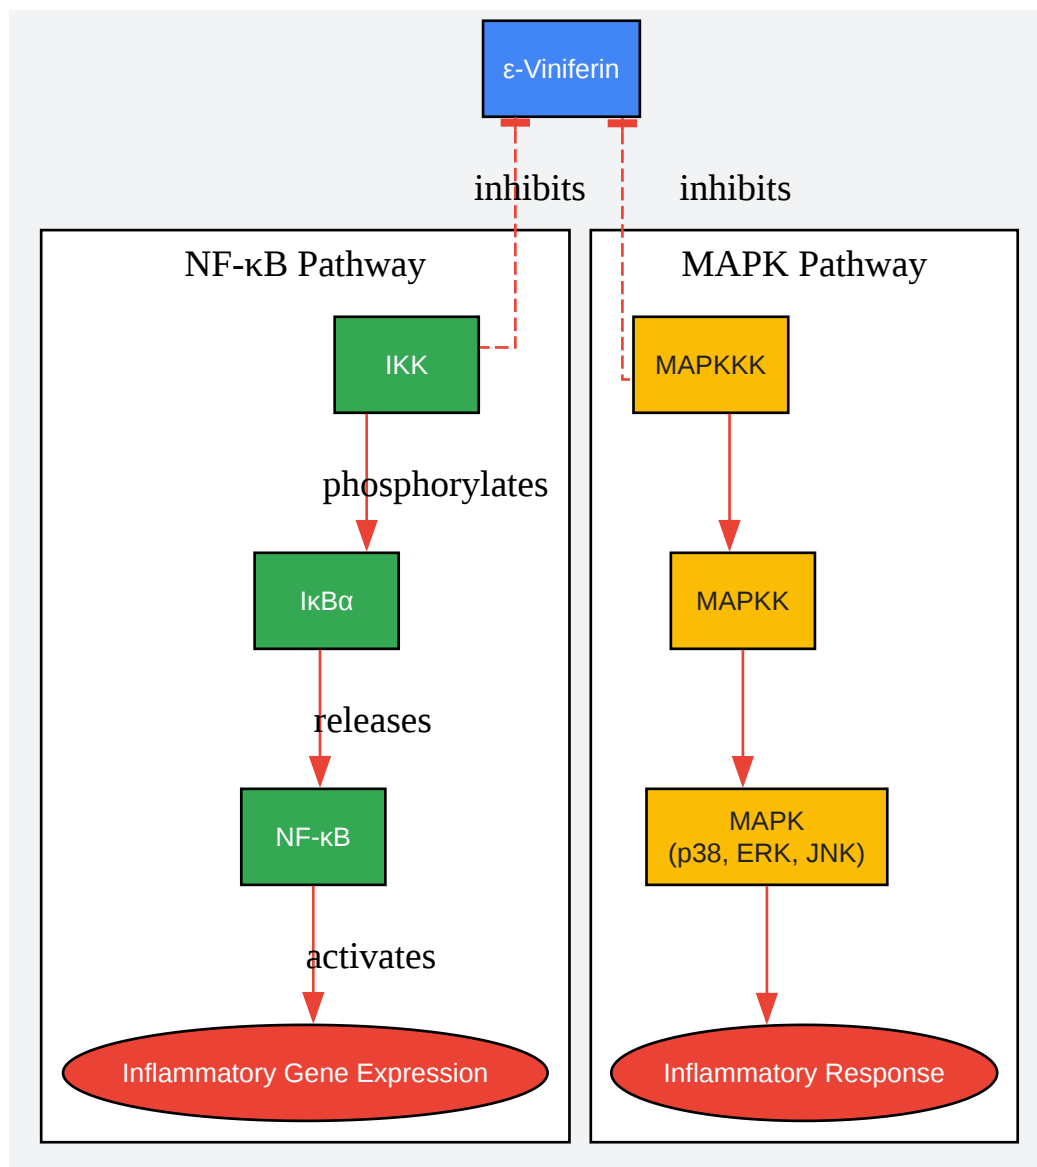 ε-Viniferin
inhibits
inhibits
NF-κB Pathway
IKK
phosphorylates
IκBα
releases
NF-κB
activates
Inflammatory Gene Expression
MAPK Pathway
MAPKKK
MAPKK
MAPK
(p38, ERK, JNK)
Inflammatory Response